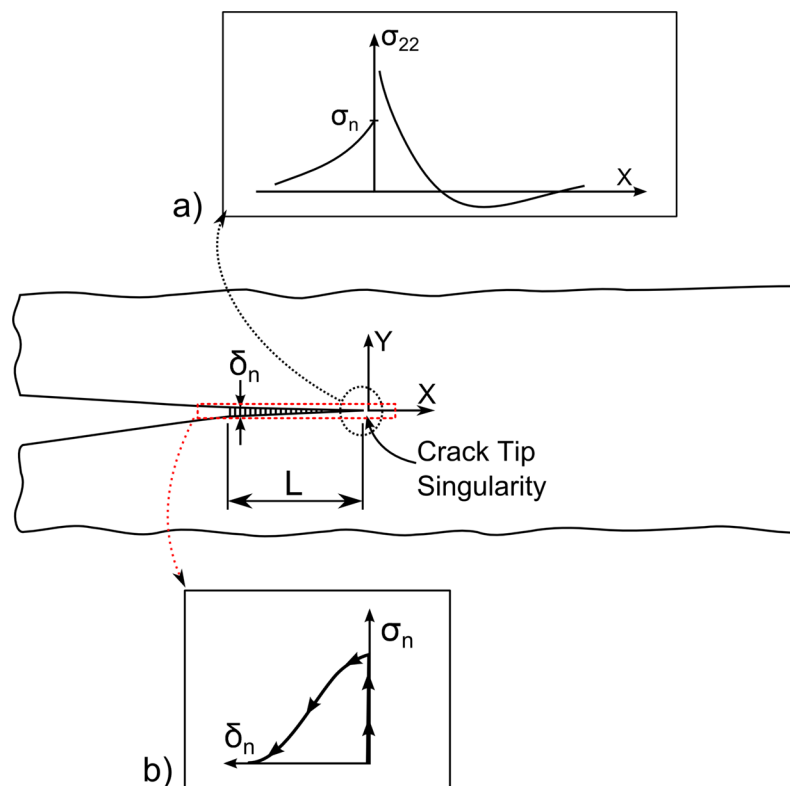 σ22
σn
X
a)
Y
δn
X
Crack Tip
Singularity
L
σn
δn
b)